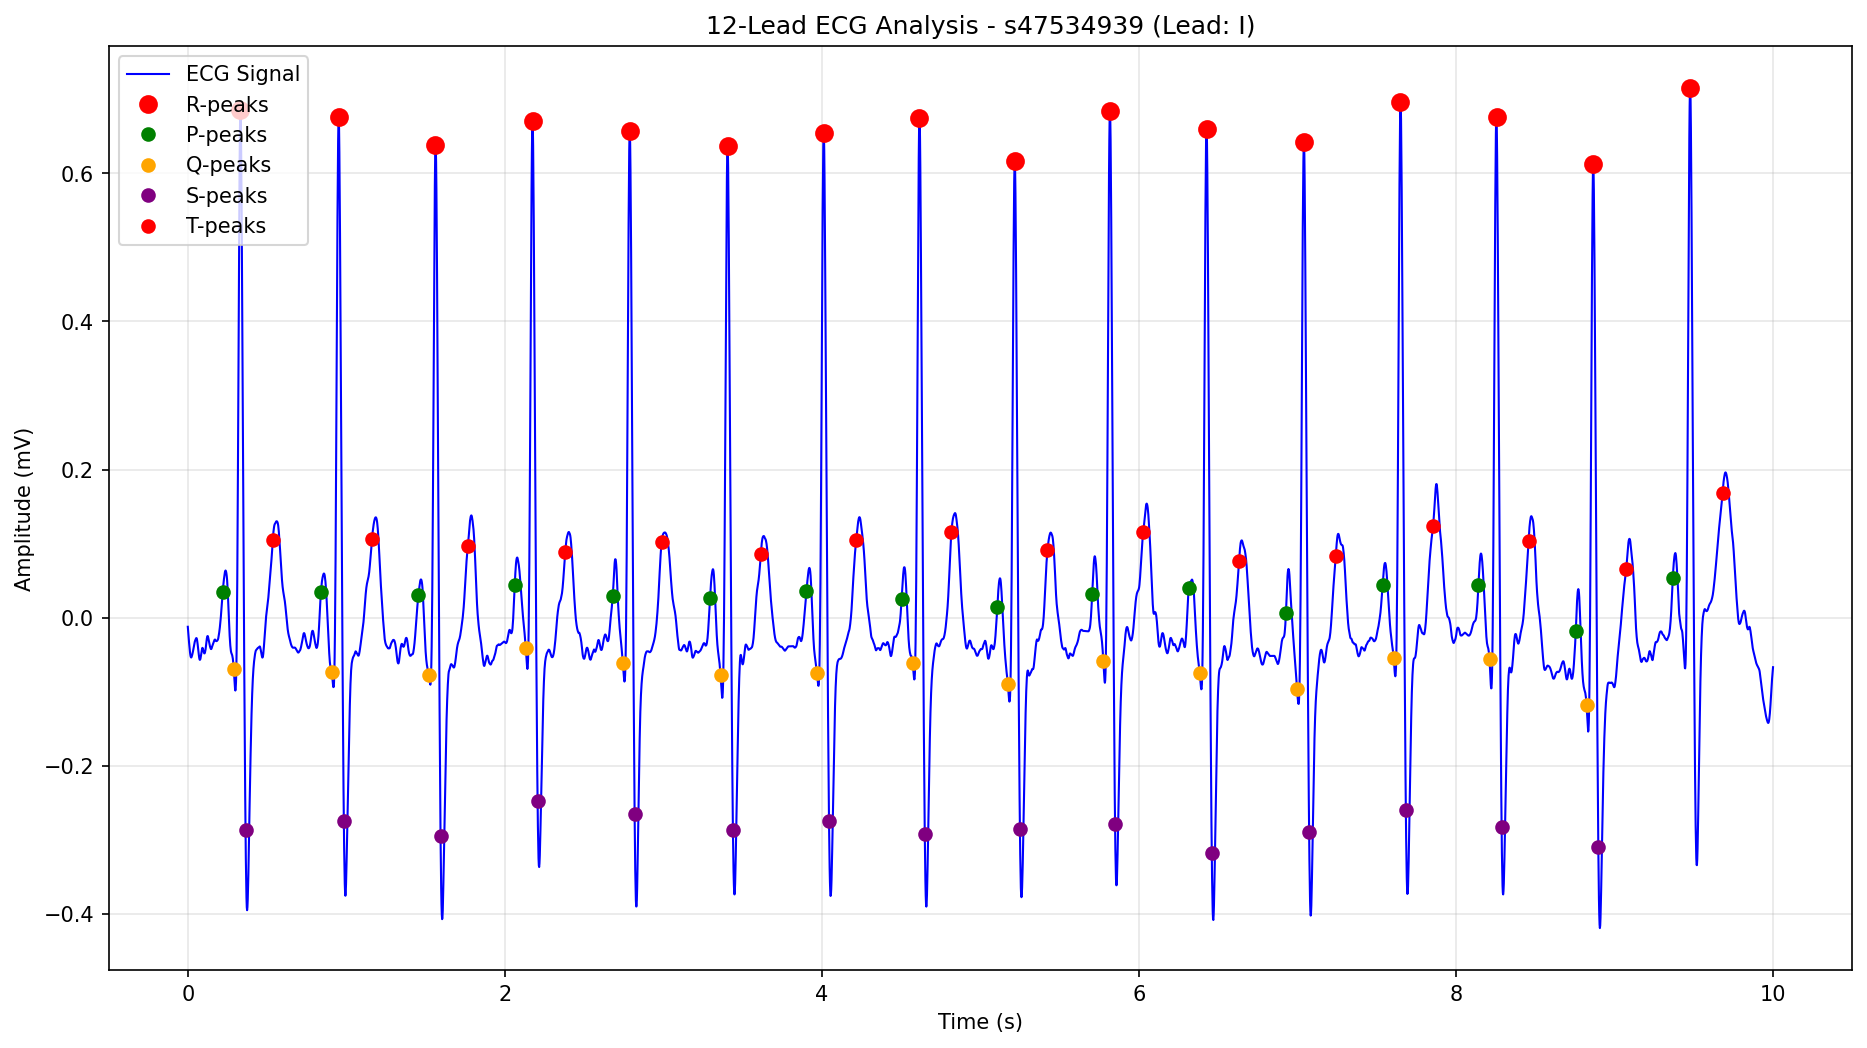 12-Lead ECG Analysis - s47534939 (Lead: I)
ECG Signal
R-peaks
P-peaks
Q-peaks
S-peaks
T-peaks
Amplitude (mV)
0.6
0.4
0.2
0.0
−0.2
−0.4
0 2 4 6 8 10
Time (s)